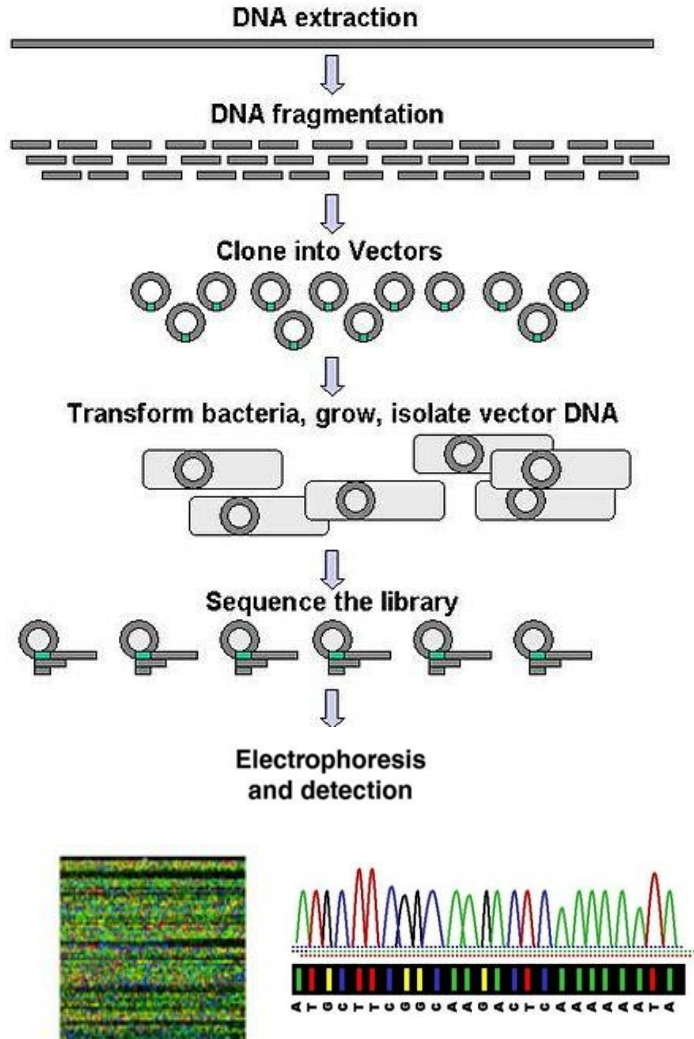 DNA extraction
DNA fragmentation
Clone into Vectors
Transform bacteria, grow, isolate vector DNA
Sequence the library
Electrophoresis
and detection
A T G C T T C G G C A A G A C T C A A A A A A T A